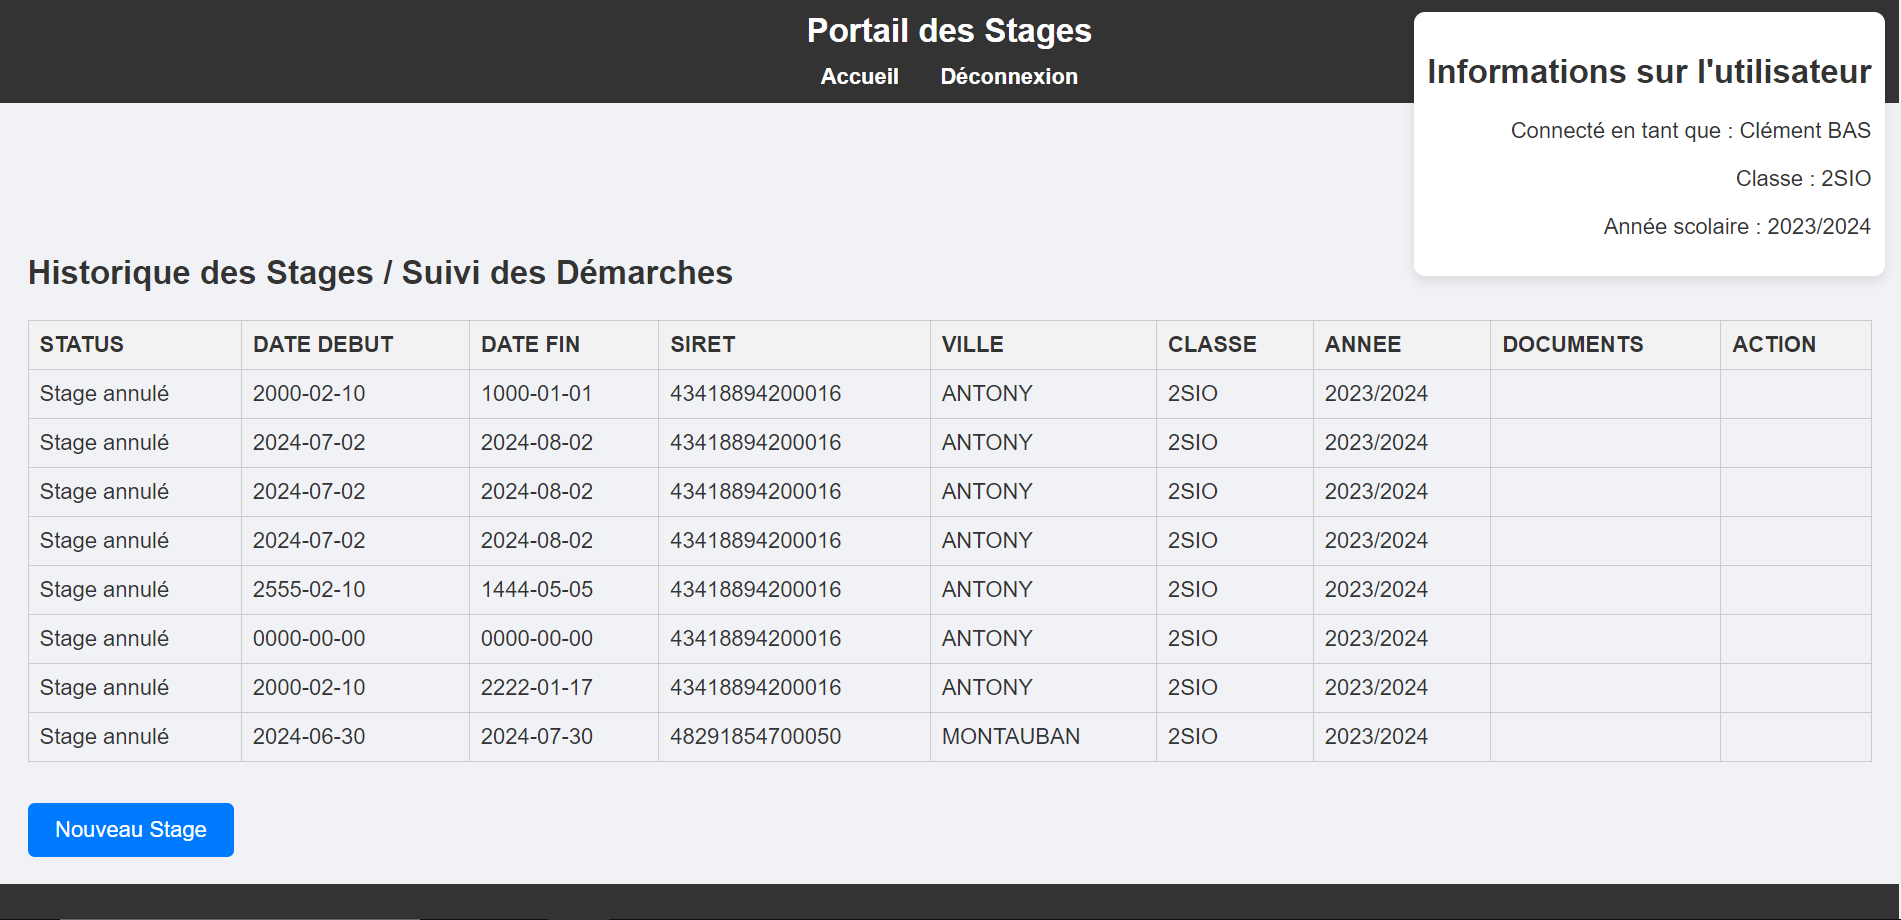 Portail des Stages
Accueil Déconnexion
Informations sur l'utilisateur
Connecté en tant que : Clément BAS
Classe : 2SIO
Année scolaire : 2023/2024
Historique des Stages / Suivi des Démarches
STATUS DATE DEBUT DATE FIN SIRET VILLE CLASSE ANNEE DOCUMENTS ACTION
Stage annulé 2000-02-10 1000-01-01 43418894200016 ANTONY 2SIO 2023/2024
Stage annulé 2024-07-02 2024-08-02 43418894200016 ANTONY 2SIO 2023/2024
Stage annulé 2024-07-02 2024-08-02 43418894200016 ANTONY 2SIO 2023/2024
Stage annulé 2024-07-02 2024-08-02 43418894200016 ANTONY 2SIO 2023/2024
Stage annulé 2555-02-10 1444-05-05 43418894200016 ANTONY 2SIO 2023/2024
Stage annulé 0000-00-00 0000-00-00 43418894200016 ANTONY 2SIO 2023/2024
Stage annulé 2000-02-10 2222-01-17 43418894200016 ANTONY 2SIO 2023/2024
Stage annulé 2024-06-30 2024-07-30 48291854700050 MONTAUBAN 2SIO 2023/2024
Nouveau Stage